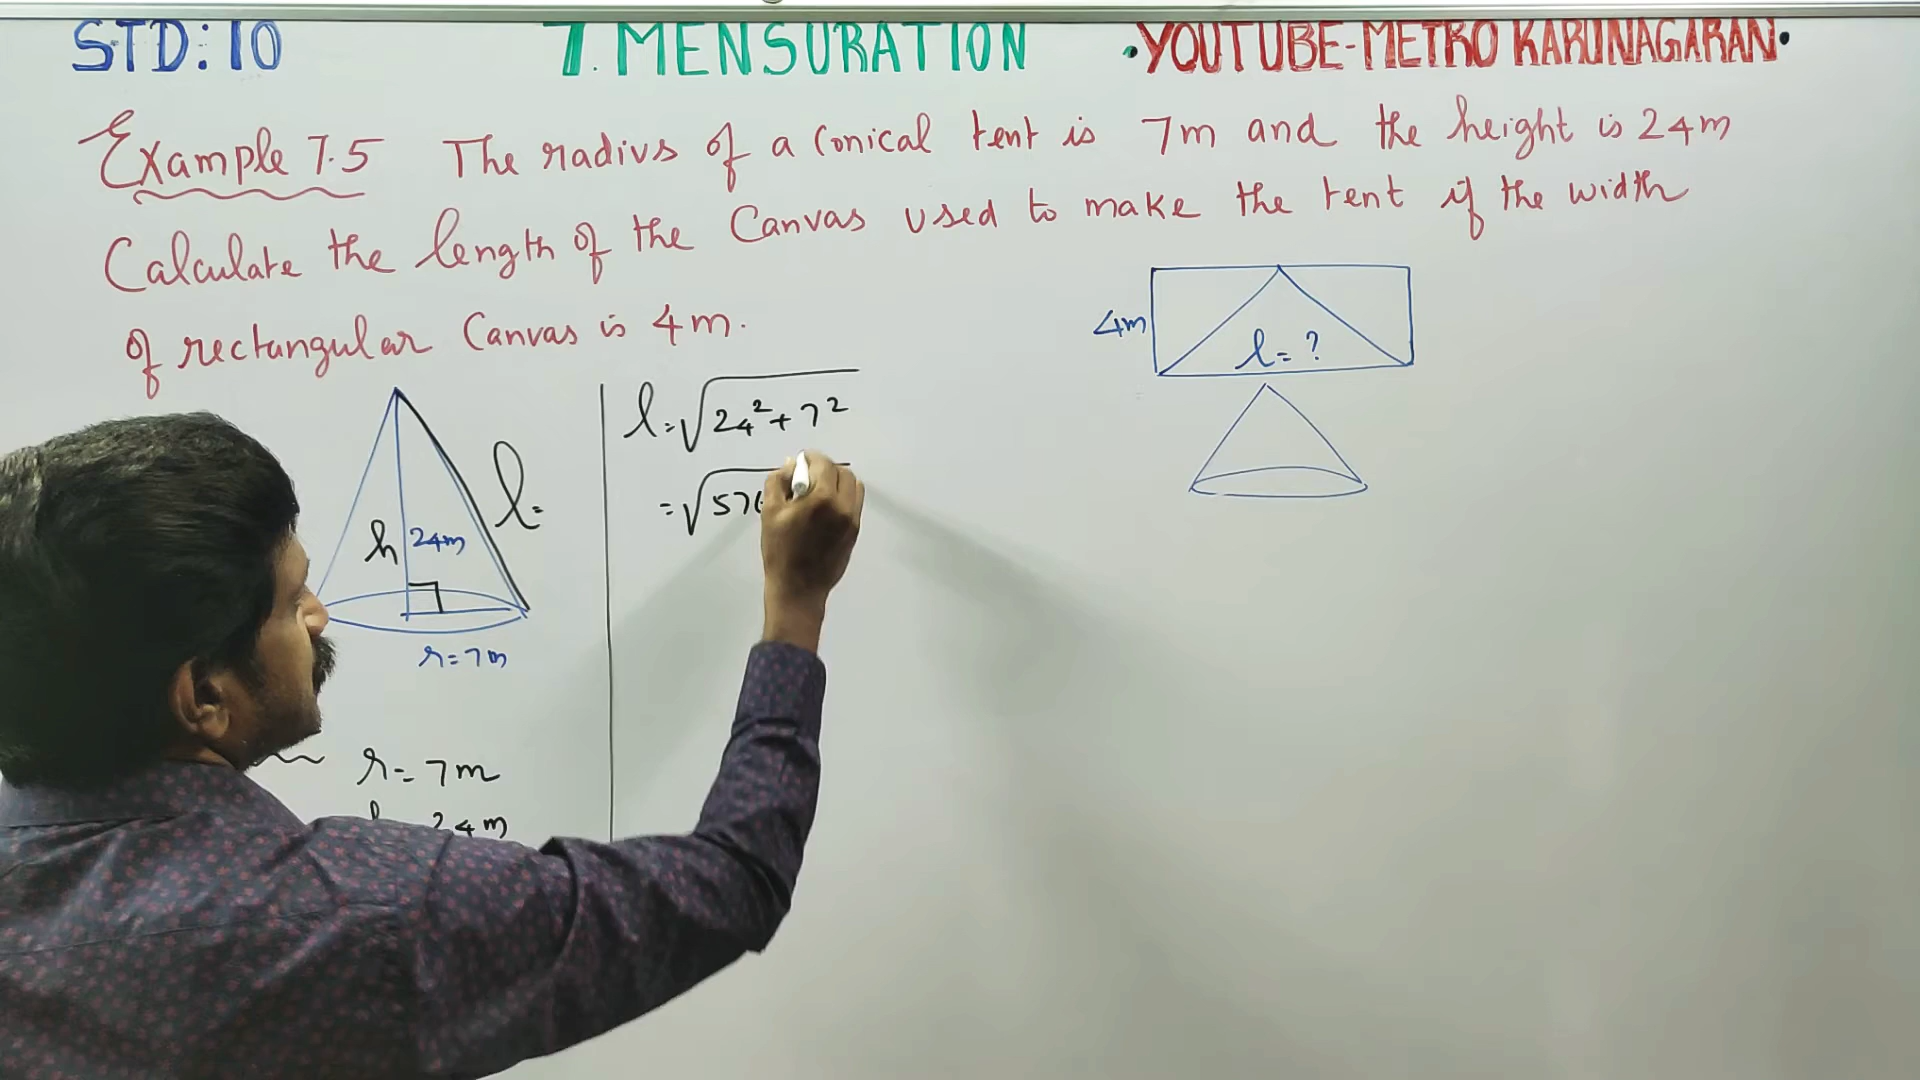 STD: 10 7. MENSURATION •YOUTUBE-METRO KARUNAGARAN•
Example 7.5 The radius of a conical tent is 7m and the height is 24m
Calculate the length of the Canvas used to make the tent if the width
of rectangular Canvas is 4m.
4m
l = ?
l = √24² + 7²
= √576
l =
h 24m
r = 7m
r = 7m
24m